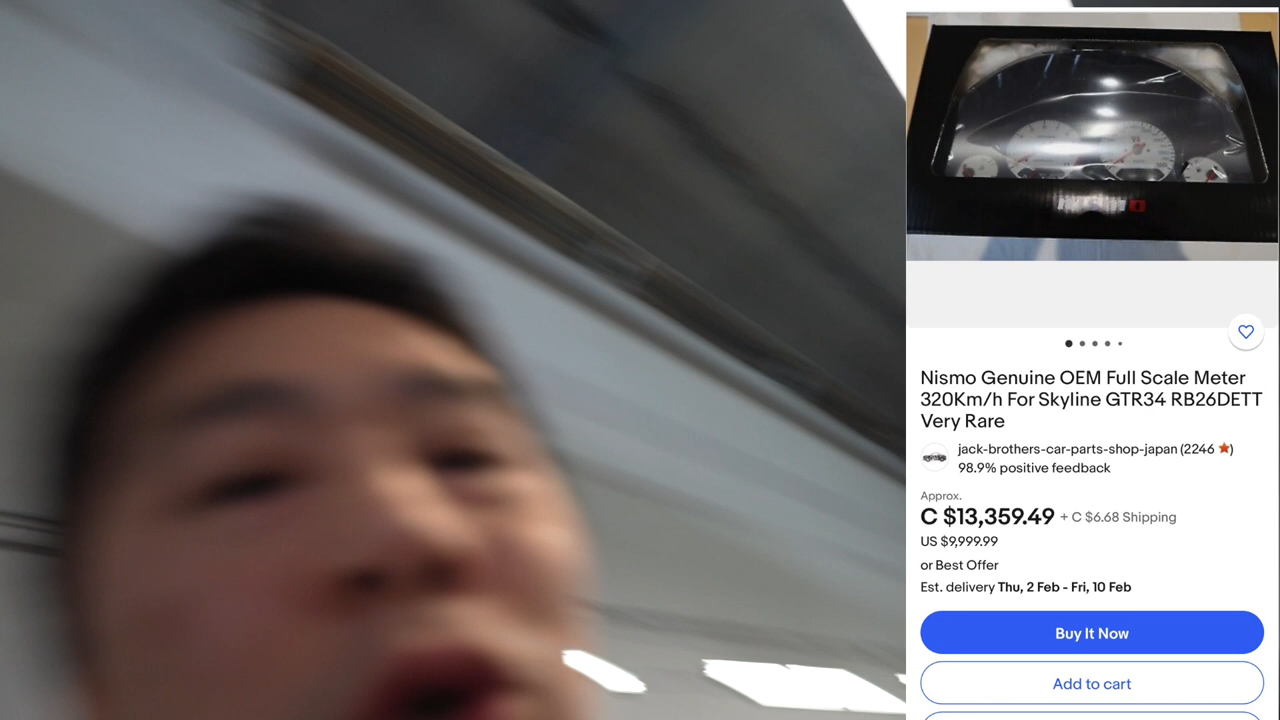 Nismo Genuine OEM Full Scale Meter
320Km/h For Skyline GTR34 RB26DETT
Very Rare
jack-brothers-car-parts-shop-japan (2246 ★)
98.9% positive feedback
Approx.
C $13,359.49 + C $6.68 Shipping
US $9,999.99
or Best Offer
Est. delivery Thu, 2 Feb - Fri, 10 Feb
Buy It Now
Add to cart